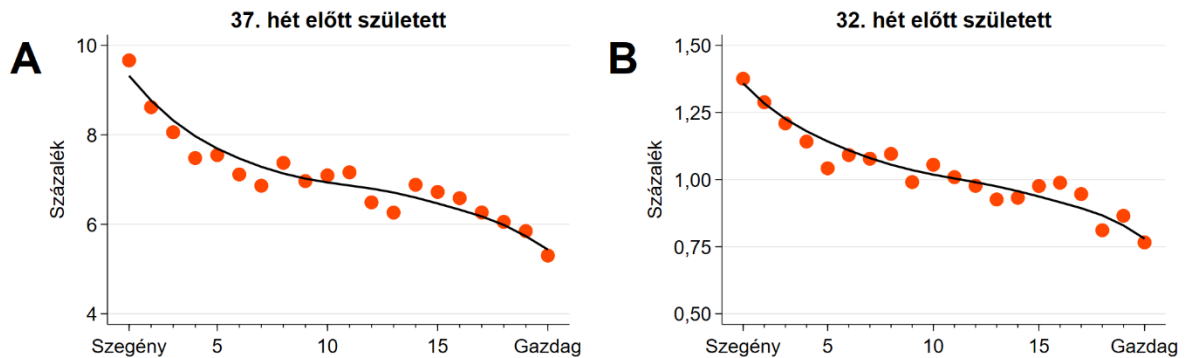 A
37. hét előtt született
Százalék
10
8
6
4
Szegény 5 10 15 Gazdag
B
32. hét előtt született
Százalék
1,50
1,25
1,00
0,75
0,50
Szegény 5 10 15 Gazdag